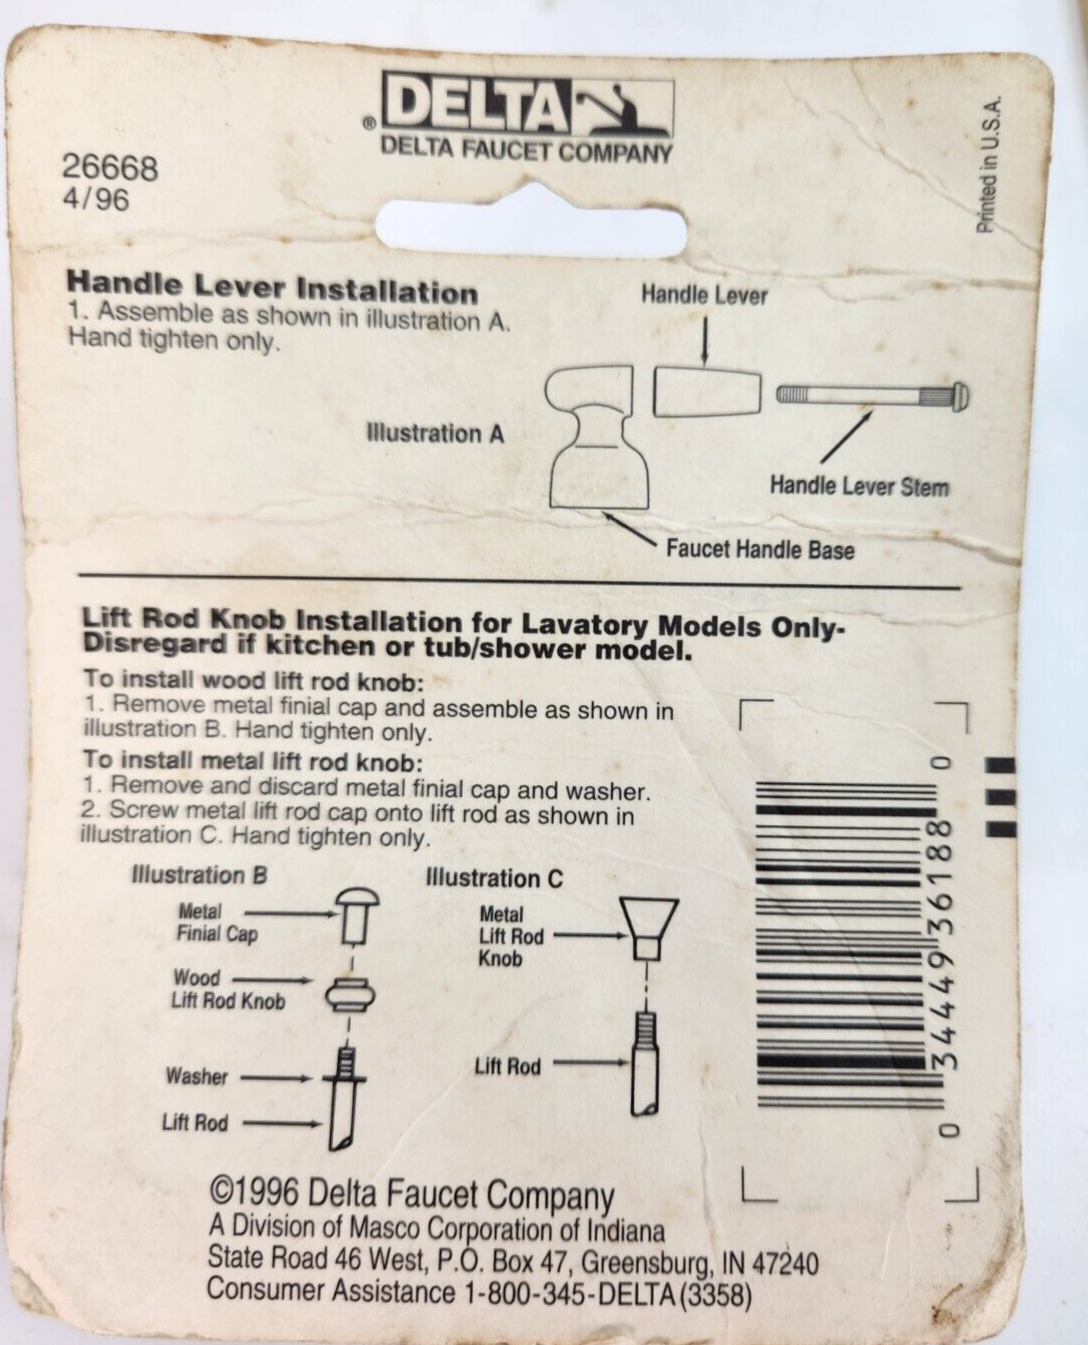 DELTA
®
DELTA FAUCET COMPANY
26668
4/96
Printed in U.S.A.
Handle Lever Installation
1. Assemble as shown in illustration A.
Hand tighten only.
Handle Lever
Illustration A
Handle Lever Stem
Faucet Handle Base
Lift Rod Knob Installation for Lavatory Models Only-
Disregard if kitchen or tub/shower model.
To install wood lift rod knob:
1. Remove metal finial cap and assemble as shown in
illustration B. Hand tighten only.
To install metal lift rod knob:
1. Remove and discard metal finial cap and washer.
2. Screw metal lift rod cap onto lift rod as shown in
illustration C. Hand tighten only.
Illustration B
Metal
Finial Cap
Wood
Lift Rod Knob
Washer
Lift Rod
Illustration C
Metal
Lift Rod
Knob
Lift Rod
0 34449 36188 0
©1996 Delta Faucet Company
A Division of Masco Corporation of Indiana
State Road 46 West, P.O. Box 47, Greensburg, IN 47240
Consumer Assistance 1-800-345-DELTA (3358)